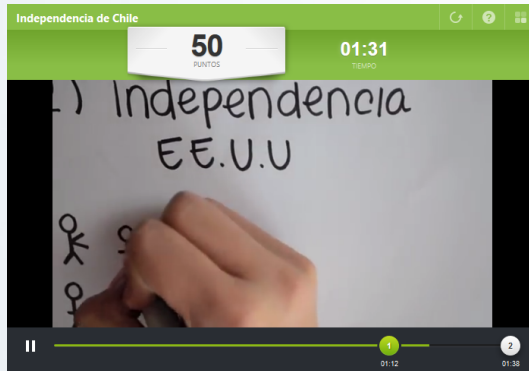 Independencia de Chile
?
50
PUNTOS
01:31
TIEMPO
) Independencia
EE.U.U
1
2
01:12
01:38